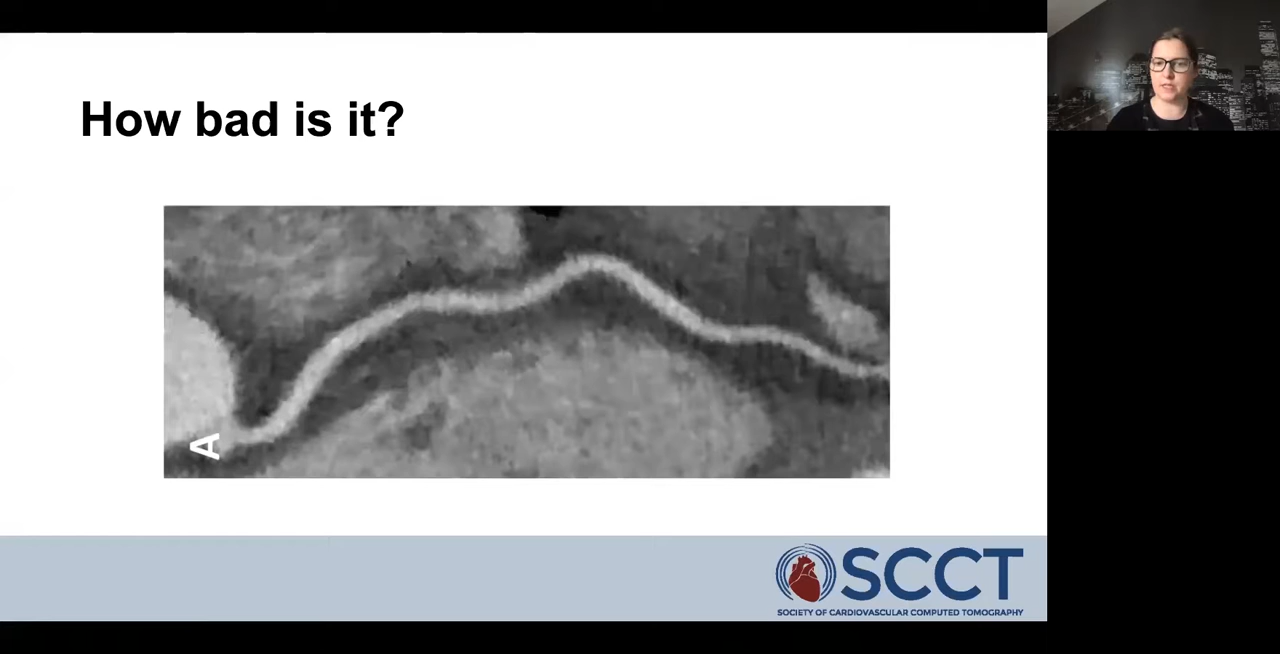 How bad is it?
A
SCCT
SOCIETY OF CARDIOVASCULAR COMPUTED TOMOGRAPHY